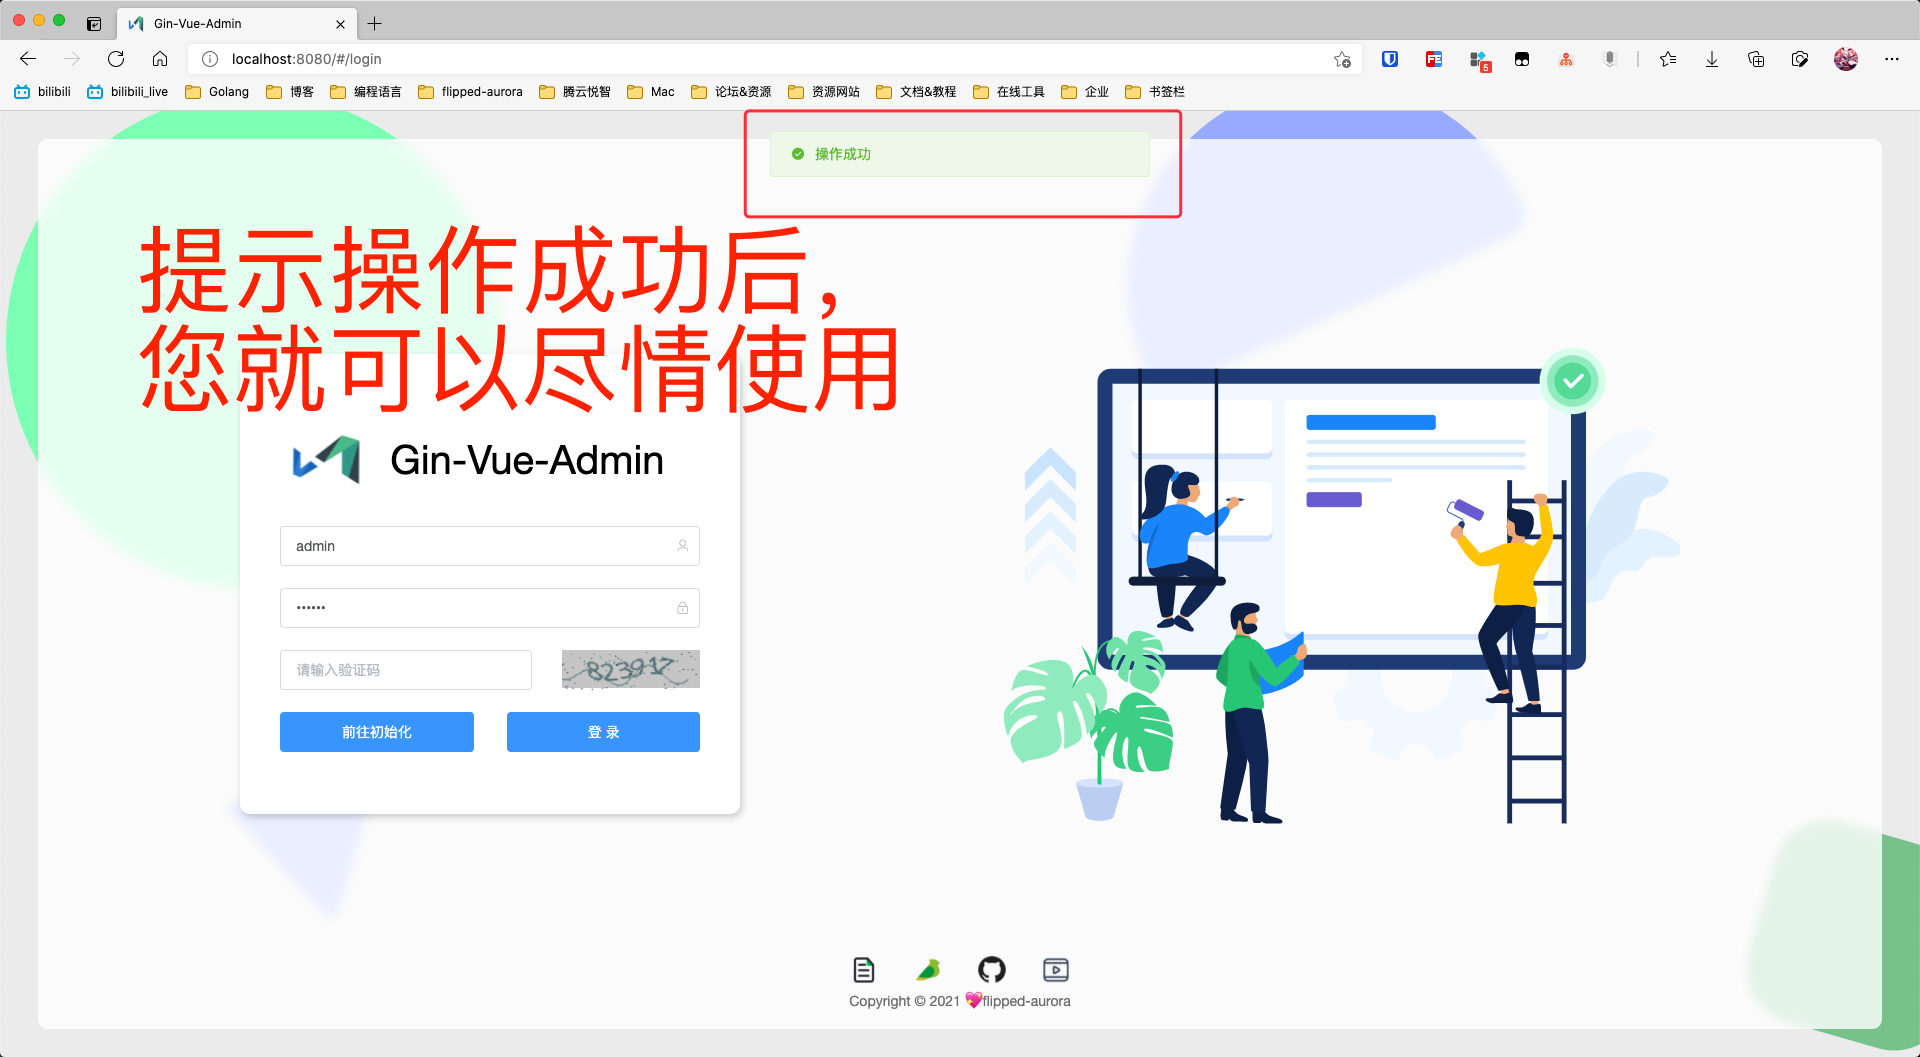 Gin-Vue-Admin
localhost:8080/#/login
5
bilibili
bilibili_live
Golang
博客
编程语言
flipped-aurora
腾云悦智
Mac
论坛&资源
资源网站
文档&教程
在线工具
企业
书签栏
操作成功
提示操作成功后,
您就可以尽情使用
Gin-Vue-Admin
admin
••••••
请输入验证码
823917
前往初始化
登 录
Copyright © 2021 💖flipped-aurora